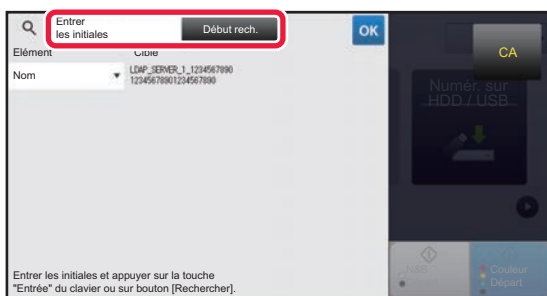 Entrer
les initiales
Début rech.
OK
CA
Elément
Cible
Nom
LDAP_SERVER_1_1234567890
12345678901234567890
Numér. sur
HDD / USB
Couleur
Départ
Entrer les initiales et appuyer sur la touche
"Entrée" du clavier ou sur bouton [Rechercher].